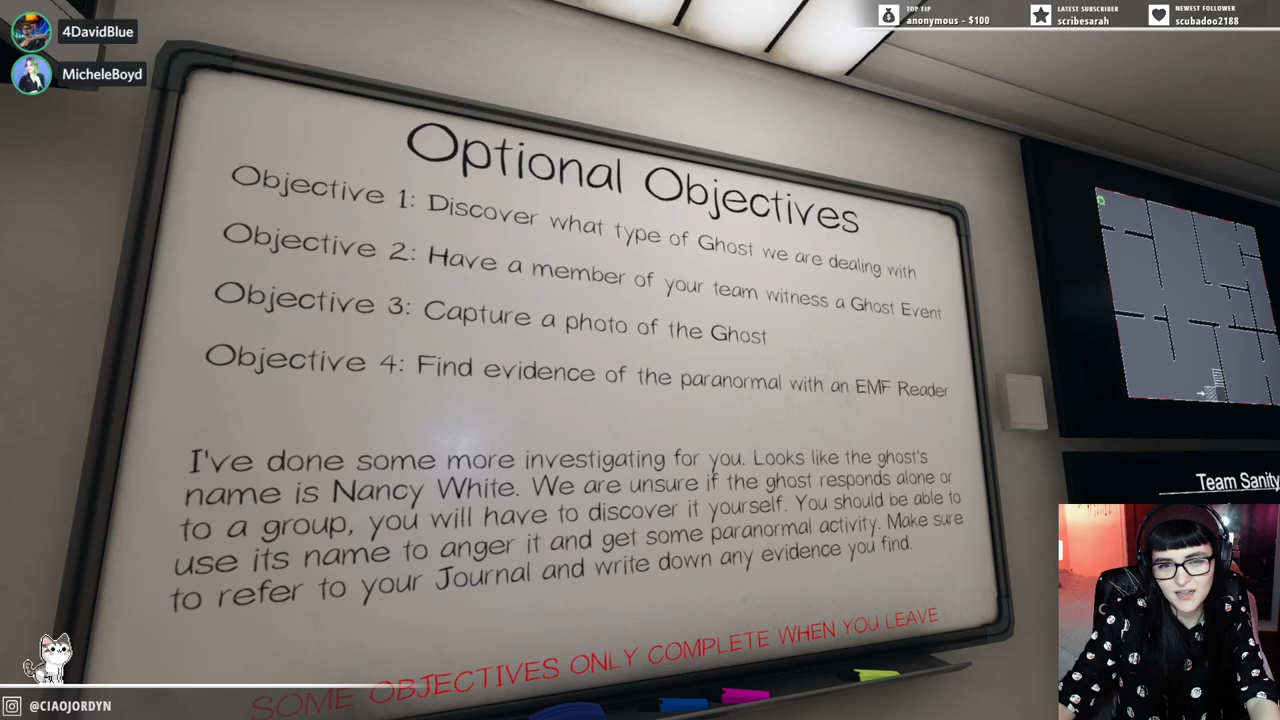 4DavidBlue
MicheleBoyd
TOP TIP
anonymous - $100
LATEST SUBSCRIBER
scribesarah
NEWEST FOLLOWER
scubadoo2188
Optional Objectives
Objective 1: Discover what type of Ghost we are dealing with
Objective 2: Have a member of your team witness a Ghost Event
Objective 3: Capture a photo of the Ghost
Objective 4: Find evidence of the paranormal with an EMF Reader
I've done some more investigating for you. Looks like the ghost's
name is Nancy White. We are unsure if the ghost responds alone or
to a group, you will have to discover it yourself. You should be able to
use its name to anger it and get some paranormal activity. Make sure
to refer to your Journal and write down any evidence you find.
SOME OBJECTIVES ONLY COMPLETE WHEN YOU LEAVE
Team Sanity
@CIAOJORDYN